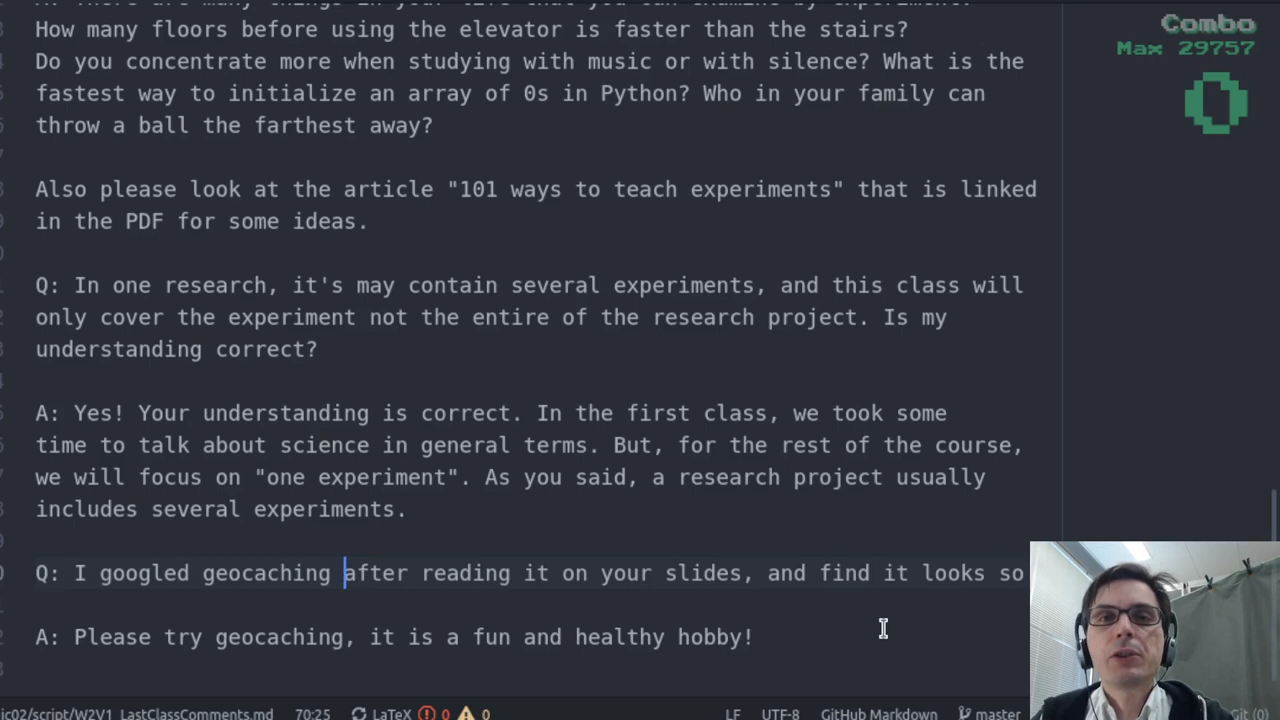 How many floors before using the elevator is faster than the stairs?
Do you concentrate more when studying with music or with silence? What is the
fastest way to initialize an array of 0s in Python? Who in your family can
throw a ball the farthest away?
Also please look at the article "101 ways to teach experiments" that is linked
in the PDF for some ideas.
Q: In one research, it's may contain several experiments, and this class will
only cover the experiment not the entire of the research project. Is my
understanding correct?
A: Yes! Your understanding is correct. In the first class, we took some
time to talk about science in general terms. But, for the rest of the course,
we will focus on "one experiment". As you said, a research project usually
includes several experiments.
Q: I googled geocaching after reading it on your slides, and find it looks so
A: Please try geocaching, it is a fun and healthy hobby!
Combo
Max 29757
0
ic02/script/W2V1_LastClassComments.md 70:25 LaTeX 0 0 LF UTF-8 GitHub Markdown master Git (0)